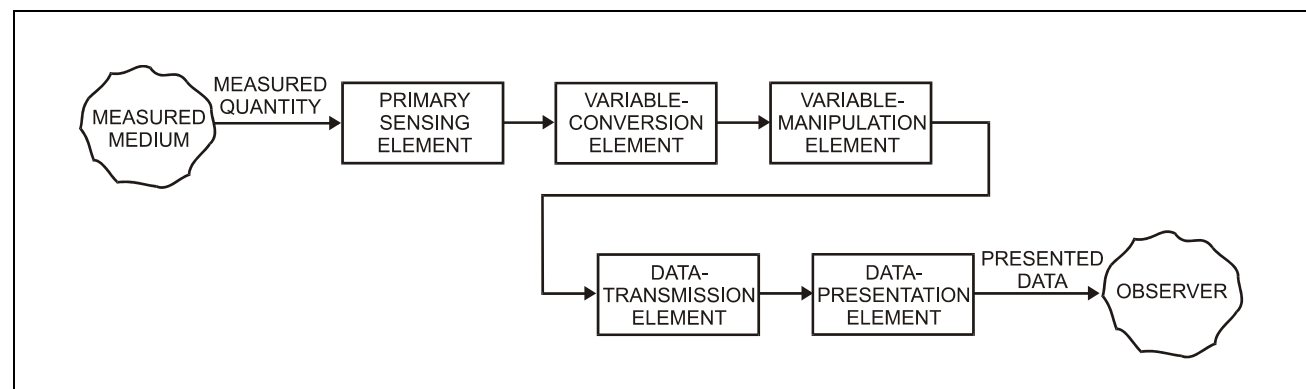 MEASURED
MEDIUM
MEASURED
QUANTITY
PRIMARY
SENSING
ELEMENT
VARIABLE-
CONVERSION
ELEMENT
VARIABLE-
MANIPULATION
ELEMENT
DATA-
TRANSMISSION
ELEMENT
DATA-
PRESENTATION
ELEMENT
PRESENTED
DATA
OBSERVER